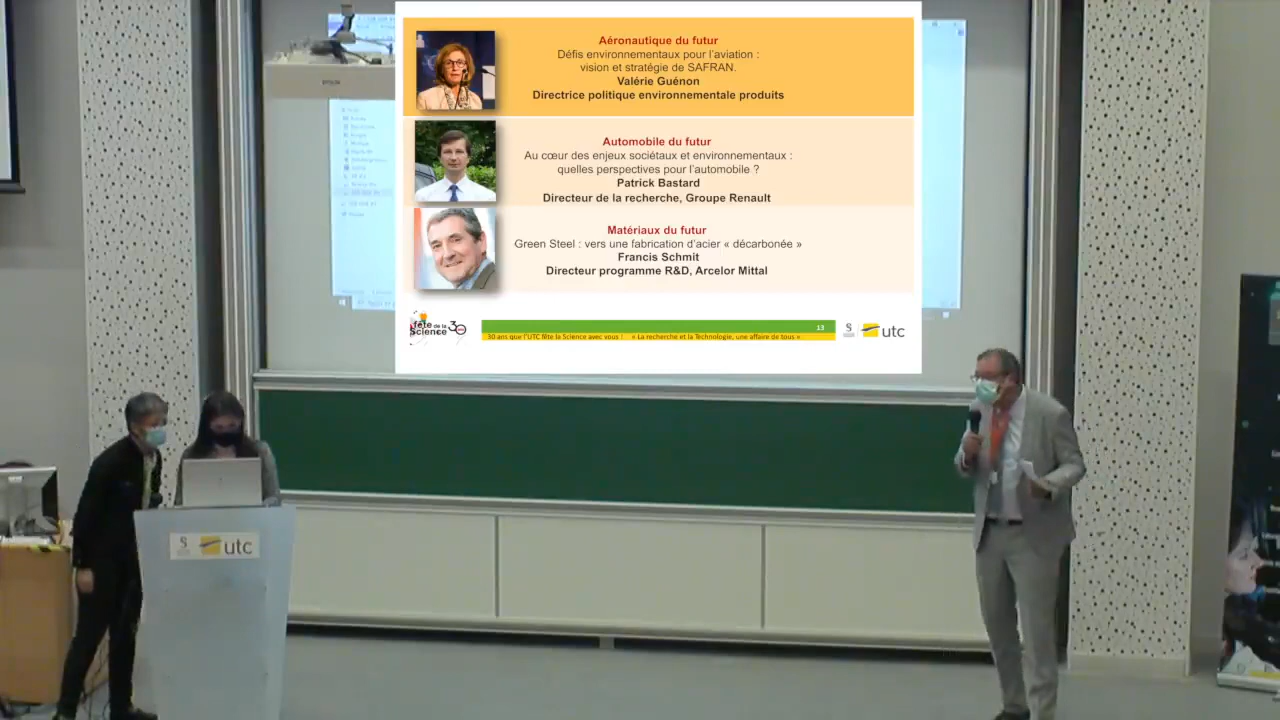 EPSON
Aéronautique du futur
Défis environnementaux pour l'aviation :
vision et stratégie de SAFRAN.
Valérie Guénon
Directrice politique environnementale produits
Automobile du futur
Au cœur des enjeux sociétaux et environnementaux :
quelles perspectives pour l'automobile ?
Patrick Bastard
Directeur de la recherche, Groupe Renault
Matériaux du futur
Green Steel : vers une fabrication d'acier « décarbonée »
Francis Schmit
Directeur programme R&D, Arcelor Mittal
fête de la Science 30
13
30 ans que l'UTC fête la Science avec vous ! « La recherche et la Technologie, une affaire de tous »
S utc
S utc